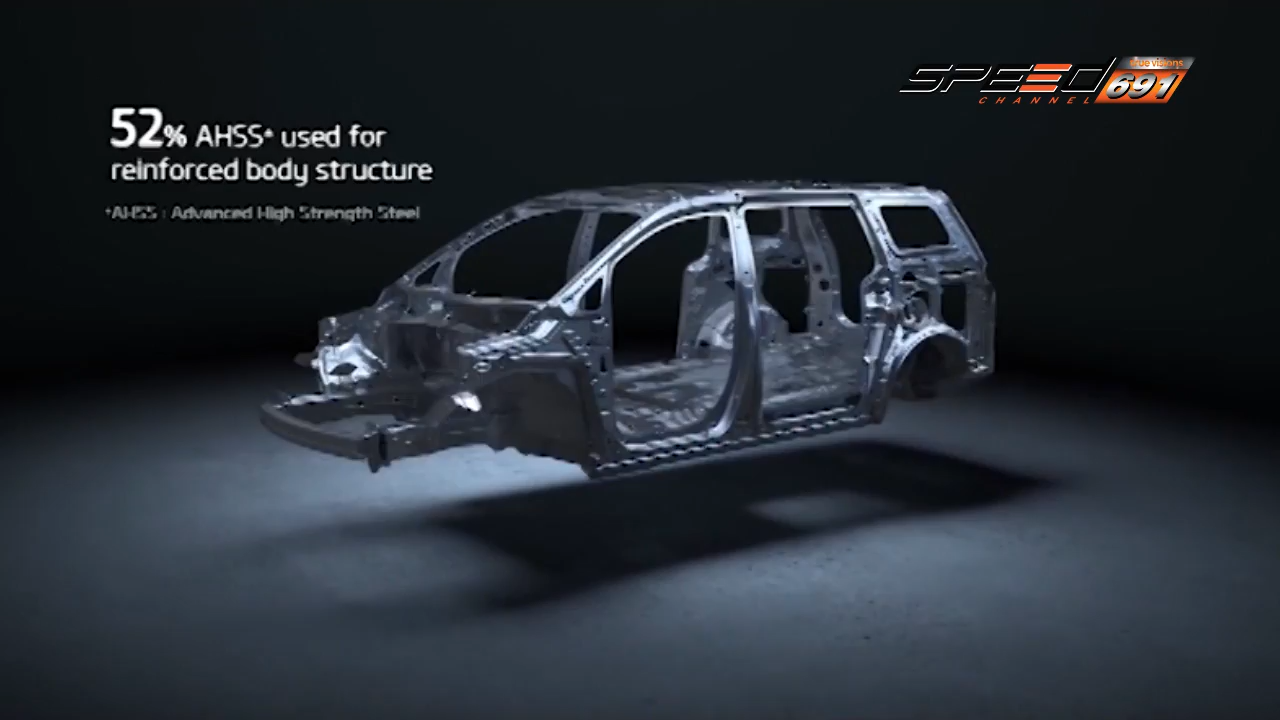 52% AHSS* used for
reinforced body structure
*AHSS : Advanced High Strength Steel
SPEED
CHANNEL
true visions
691